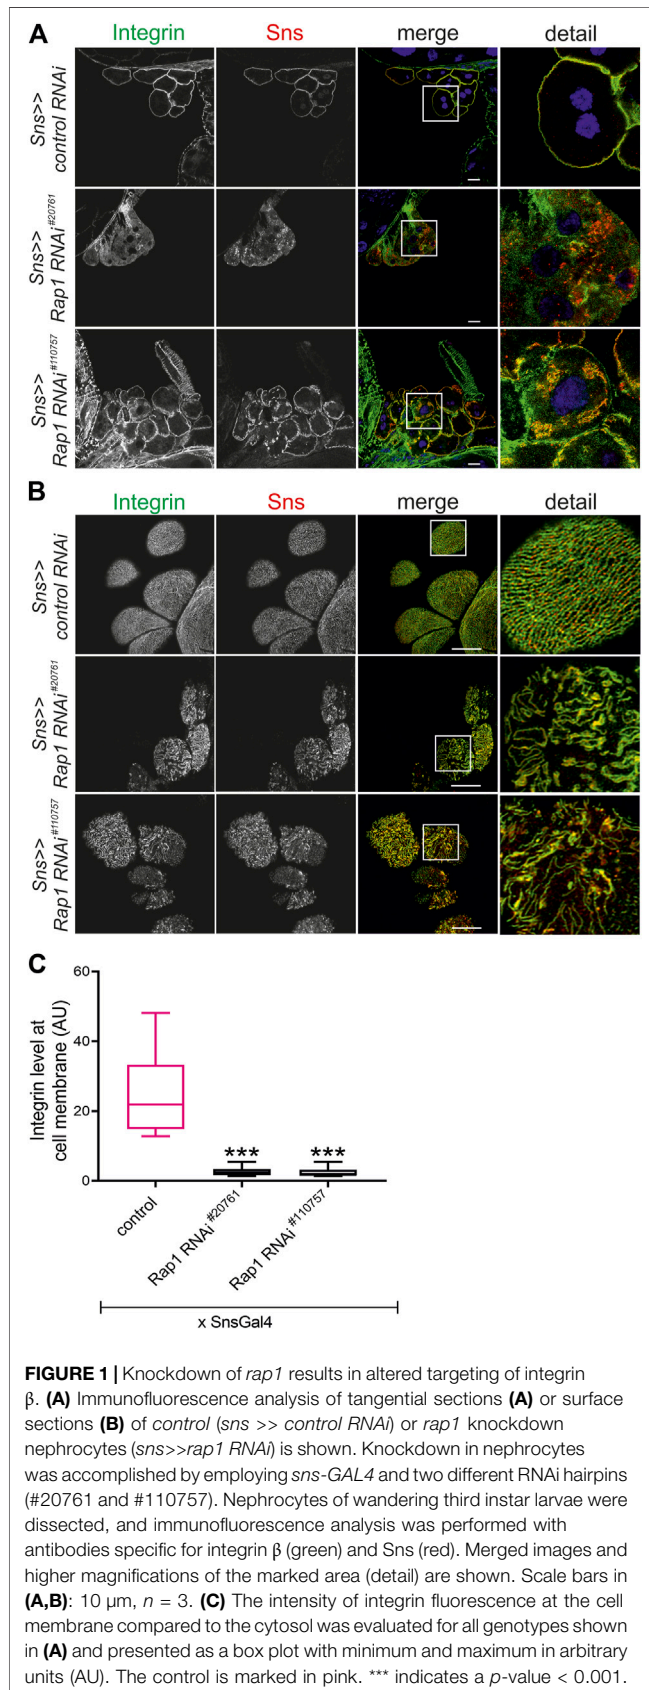 A
Integrin Sns merge detail
Sns>>
control RNAi
Sns>>
Rap1 RNAi#20761
Sns>>
Rap1 RNAi#110757
B
Integrin Sns merge detail
Sns>>
control RNAi
Sns>>
Rap1 RNAi#20761
Sns>>
Rap1 RNAi#110757
C
Integrin level at
cell membrane (AU)
60
40
20
0
*** ***
control
Rap1 RNAi #20761
Rap1 RNAi #110757
x SnsGal4
FIGURE 1 | Knockdown of rap1 results in altered targeting of integrin
β. (A) Immunofluorescence analysis of tangential sections (A) or surface
sections (B) of control (sns >> control RNAi) or rap1 knockdown
nephrocytes (sns>>rap1 RNAi) is shown. Knockdown in nephrocytes
was accomplished by employing sns-GAL4 and two different RNAi hairpins
(#20761 and #110757). Nephrocytes of wandering third instar larvae were
dissected, and immunofluorescence analysis was performed with
antibodies specific for integrin β (green) and Sns (red). Merged images and
higher magnifications of the marked area (detail) are shown. Scale bars in
(A,B): 10 μm, n = 3. (C) The intensity of integrin fluorescence at the cell
membrane compared to the cytosol was evaluated for all genotypes shown
in (A) and presented as a box plot with minimum and maximum in arbitrary
units (AU). The control is marked in pink. *** indicates a p-value < 0.001.